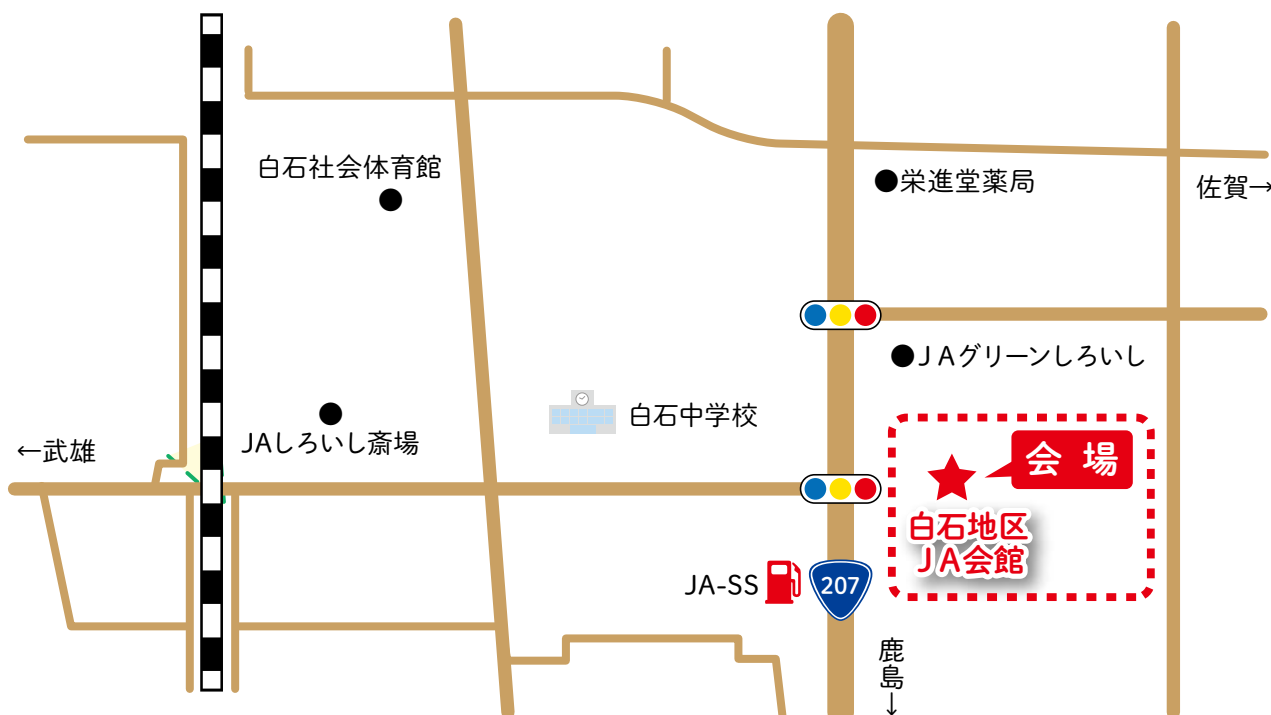 白石社会体育館
●栄進堂薬局
佐賀→
●JAグリーンしろいし
白石中学校
JAしろいし斎場
←武雄
会 場
白石地区
JA会館
JA-SS
207
鹿島↓